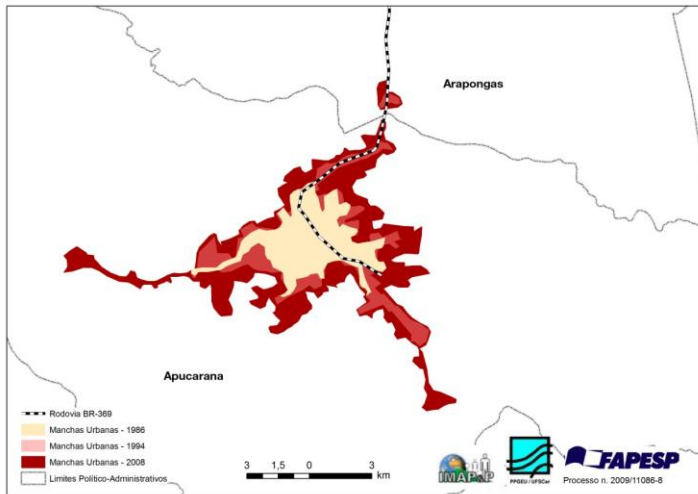 Arapongas
Apucarana
Rodovia BR-369
Manchas Urbanas - 1986
Manchas Urbanas - 1994
Manchas Urbanas - 2008
Limites Político-Administrativos
3 1,5 0 3
km
IMAP&P
PPGEU / UFSCar
FAPESP
Processo n. 2009/11086-8